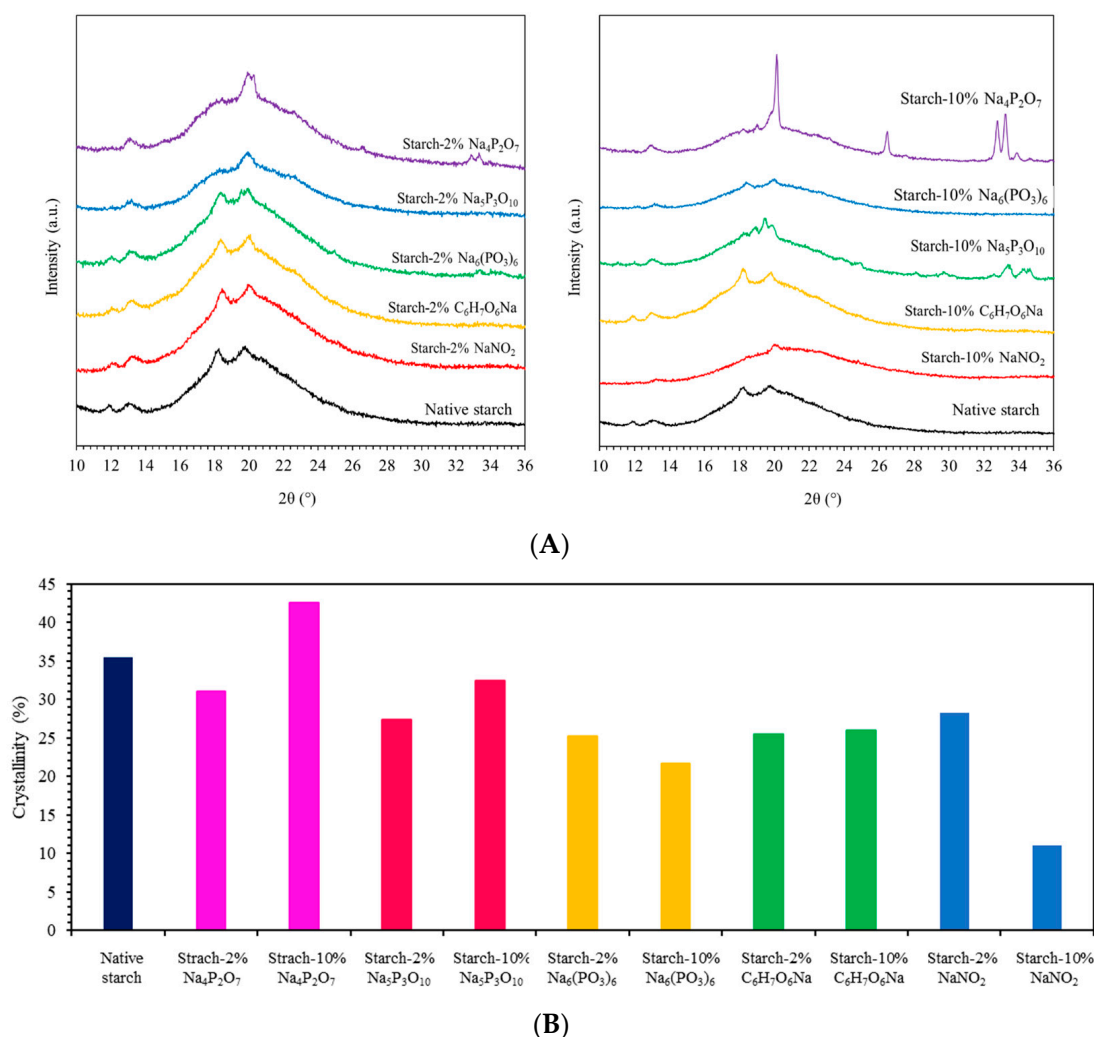 Intensity (a.u.)
Starch-2% Na₄P₂O₇
Starch-2% Na₅P₃O₁₀
Starch-2% Na₆(PO₃)₆
Starch-2% C₆H₇O₆Na
Starch-2% NaNO₂
Native starch
10 12 14 16 18 20 22 24 26 28 30 32 34 36
2θ (°)
Intensity (a.u.)
Starch-10% Na₄P₂O₇
Starch-10% Na₆(PO₃)₆
Starch-10% Na₅P₃O₁₀
Starch-10% C₆H₇O₆Na
Starch-10% NaNO₂
Native starch
10 12 14 16 18 20 22 24 26 28 30 32 34 36
2θ (°)
(A)
Crystallinity (%)
45
40
35
30
25
20
15
10
5
0
Native
starch
Strach-2%
Na₄P₂O₇
Strach-10%
Na₄P₂O₇
Starch-2%
Na₅P₃O₁₀
Starch-10%
Na₅P₃O₁₀
Starch-2%
Na₆(PO₃)₆
Starch-10%
Na₆(PO₃)₆
Starch-2%
C₆H₇O₆Na
Starch-10%
C₆H₇O₆Na
Starch-2%
NaNO₂
Starch-10%
NaNO₂
(B)